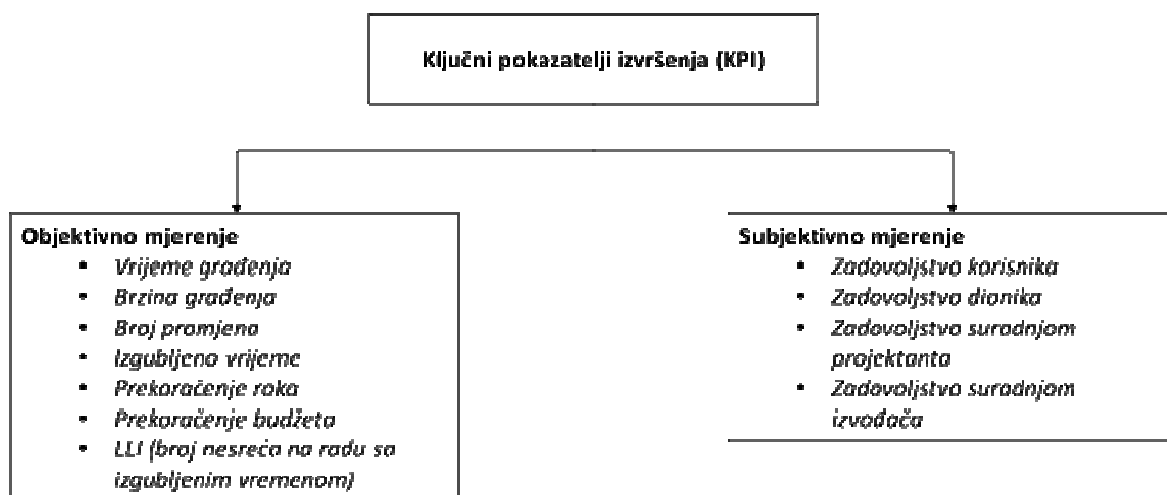 Ključni pokazatelji izvršenja (KPI)
Objektivno mjerenje
▪ Vrijeme građenja
▪ Brzina građenja
▪ Broj promjena
▪ Izgubljeno vrijeme
▪ Prekoračenje roka
▪ Prekoračenje budžeta
▪ LLI (broj nesreća na radu sa
izgubljenim vremenom)
Subjektivno mjerenje
▪ Zadovoljstvo korisnika
▪ Zadovoljstvo dionika
▪ Zadovoljstvo suradnjom
projektanta
▪ Zadovoljstvo suradnjom
izvođača